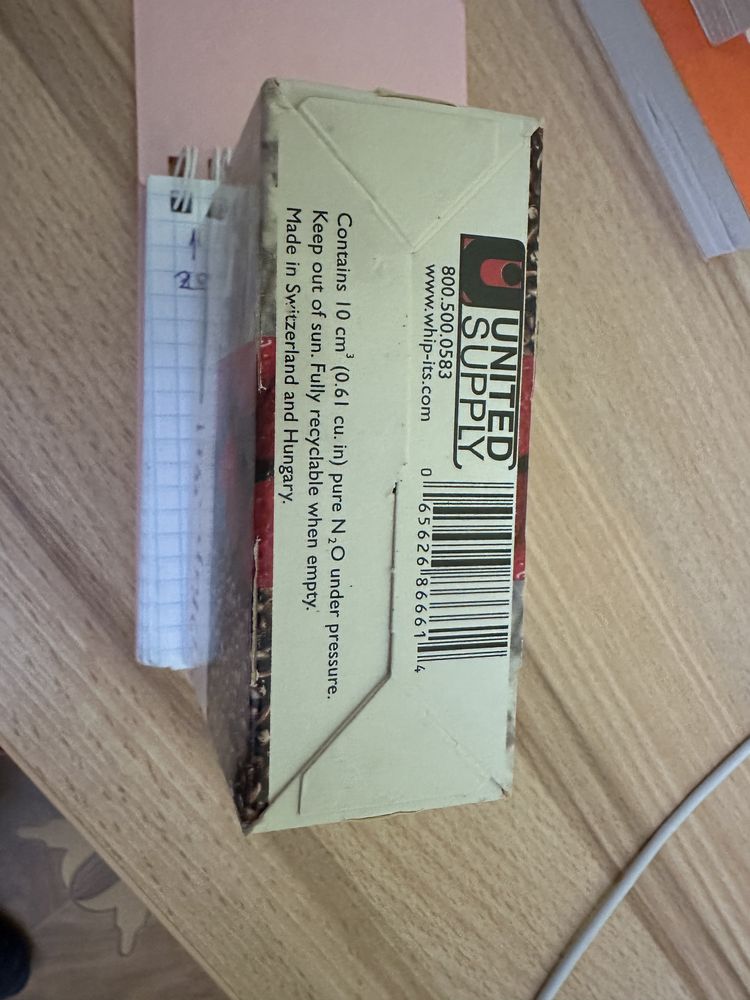 UNITED
SUPPLY
800.500.0583
www.whip-its.com
0 65626 86661 4
Contains 10 cm³ (0.61 cu. in) pure N₂O under pressure.
Keep out of sun. Fully recyclable when empty.
Made in Switzerland and Hungary.